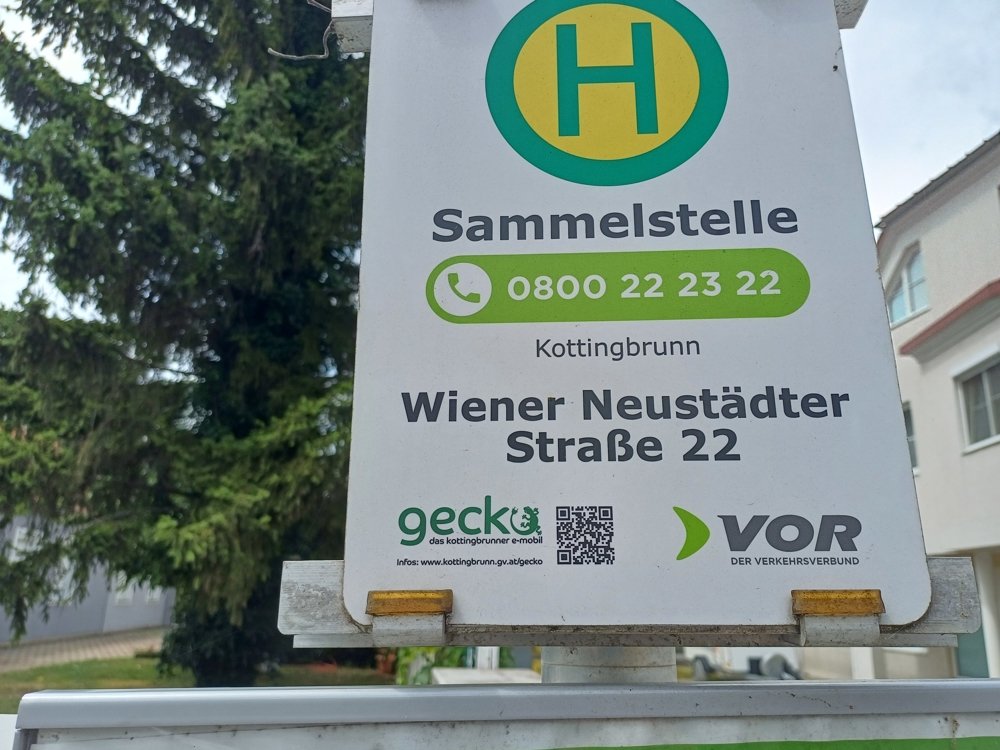 H
Sammelstelle
0800 22 23 22
Kottingbrunn
Wiener Neustädter
Straße 22
gecko
das kottingbrunner e-mobil
Infos: www.kottingbrunn.gv.at/gecko
VOR
DER VERKEHRSVERBUND